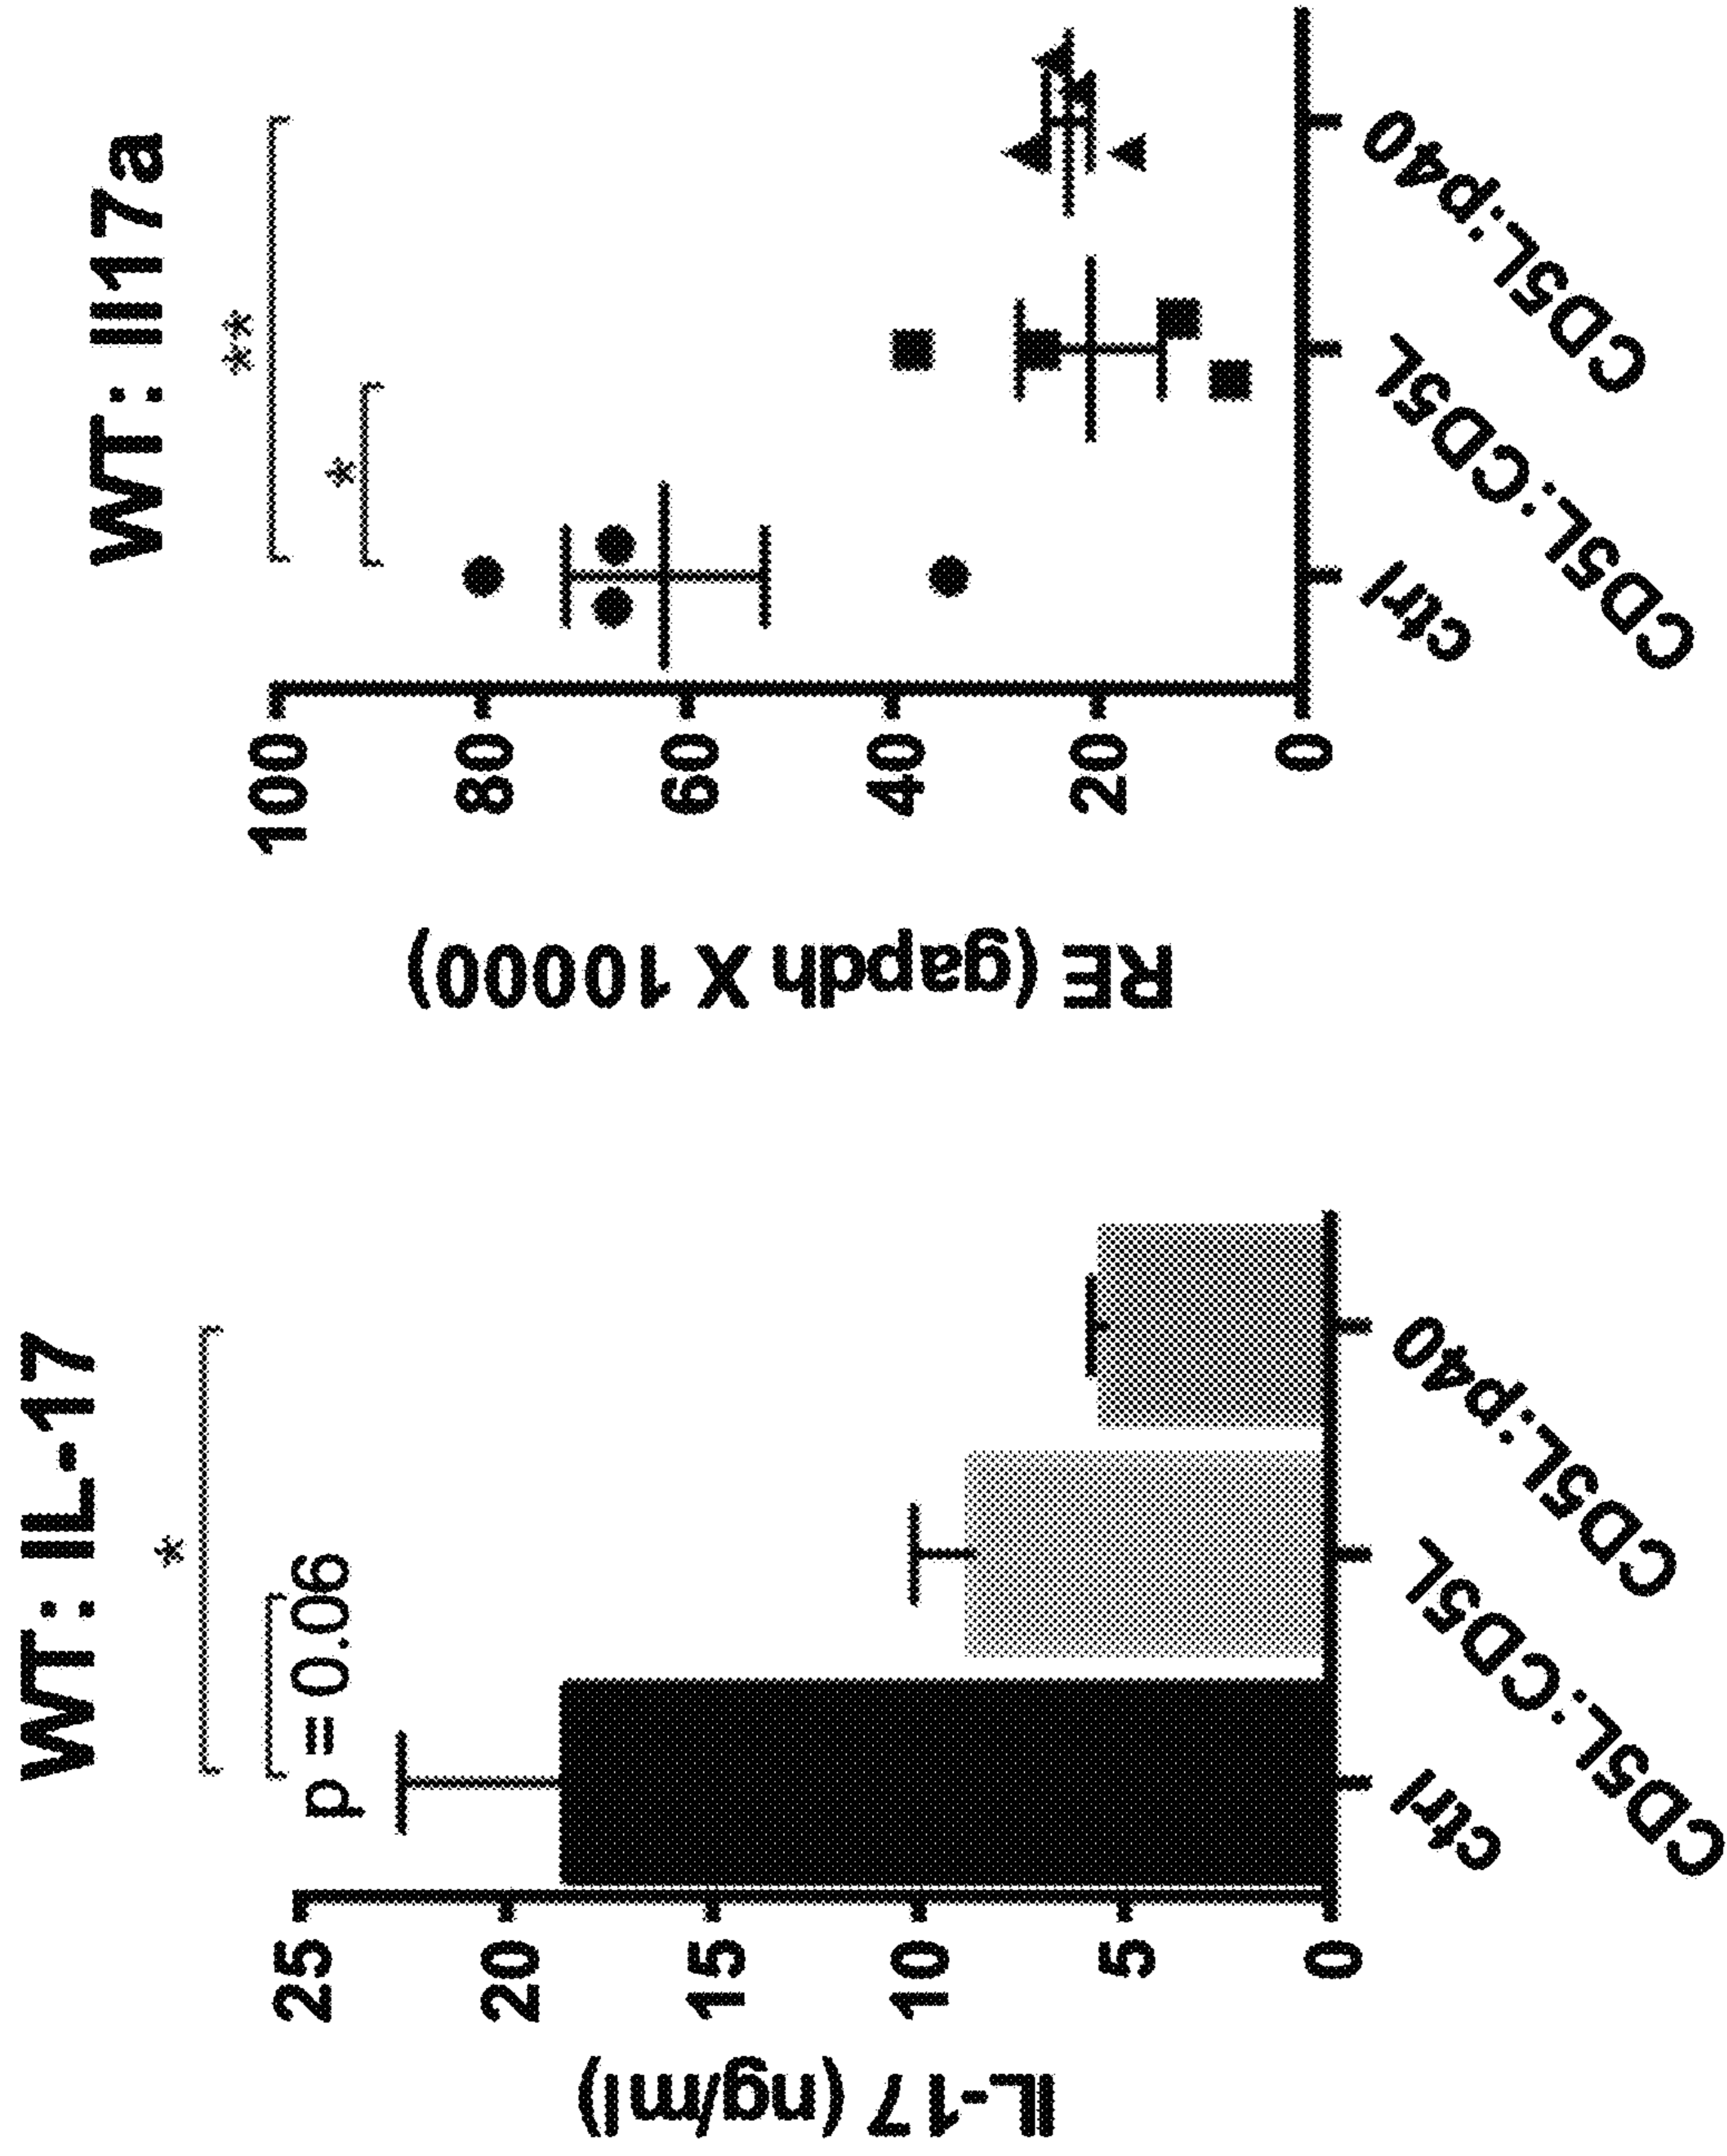 WT: IL-17
*
p = 0.06
IL-17 (ng/ml)
25
20
15
10
5
0
ctrl
CD5L:CD5L
CD5L:p40
WT: Il17a
**
*
RE (gapdh X 10000)
100
80
60
40
20
0
ctrl
CD5L:CD5L
CD5L:p40